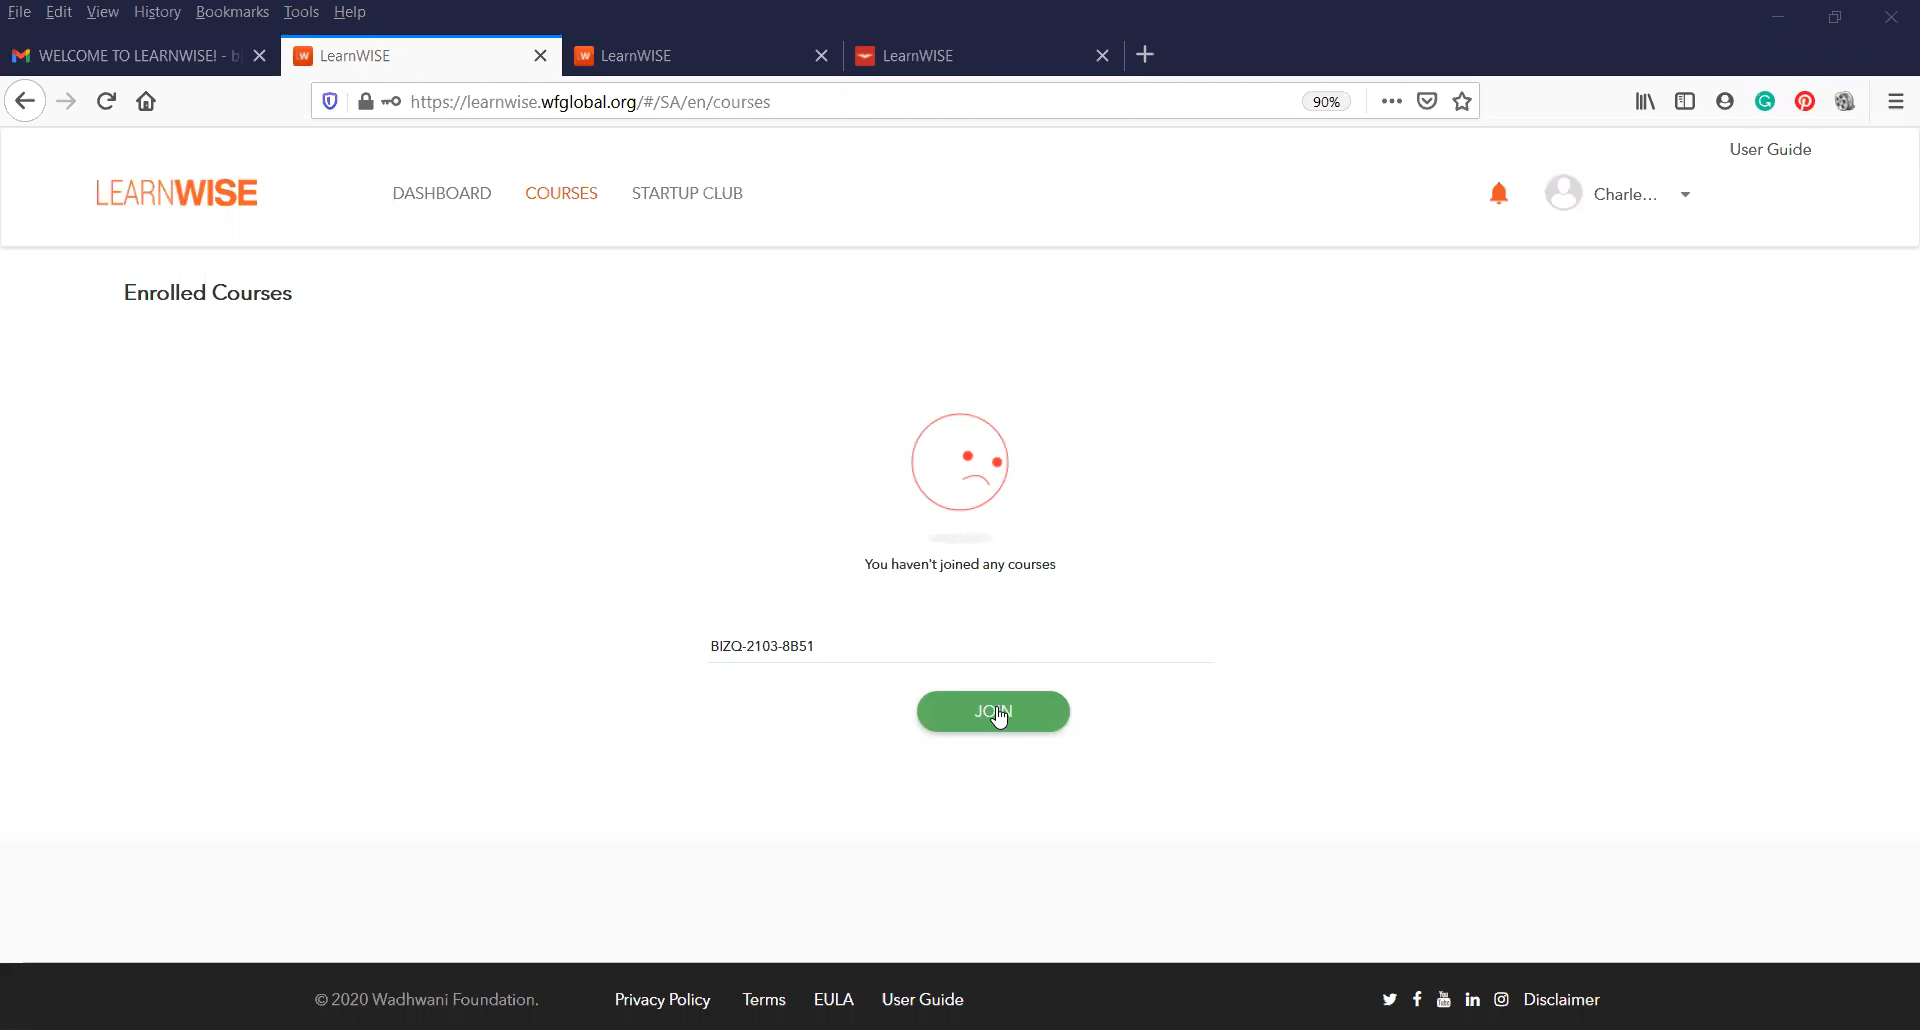 File Edit View History Bookmarks Tools Help
WELCOME TO LEARNWISE! - b LearnWISE LearnWISE LearnWISE
https://learnwise.wfglobal.org/#/SA/en/courses 90%
User Guide
LEARNWISE DASHBOARD COURSES STARTUP CLUB Charle...
Enrolled Courses
You haven't joined any courses
BIZQ-2103-8B51
JOIN
© 2020 Wadhwani Foundation. Privacy Policy Terms EULA User Guide Disclaimer